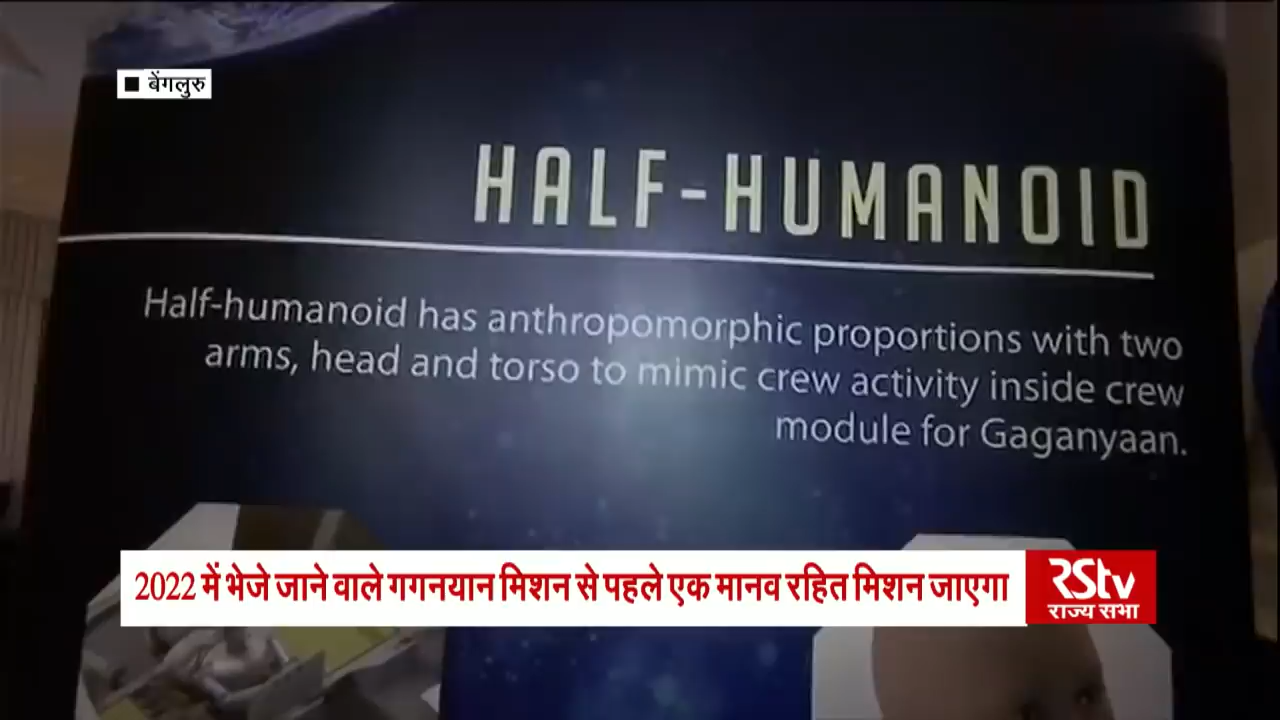 ■ बेंगलुरु
HALF-HUMANOID
Half-humanoid has anthropomorphic proportions with two
arms, head and torso to mimic crew activity inside crew
module for Gaganyaan.
2022 में भेजे जाने वाले गगनयान मिशन से पहले एक मानव रहित मिशन जाएगा
RStv
राज्य सभा